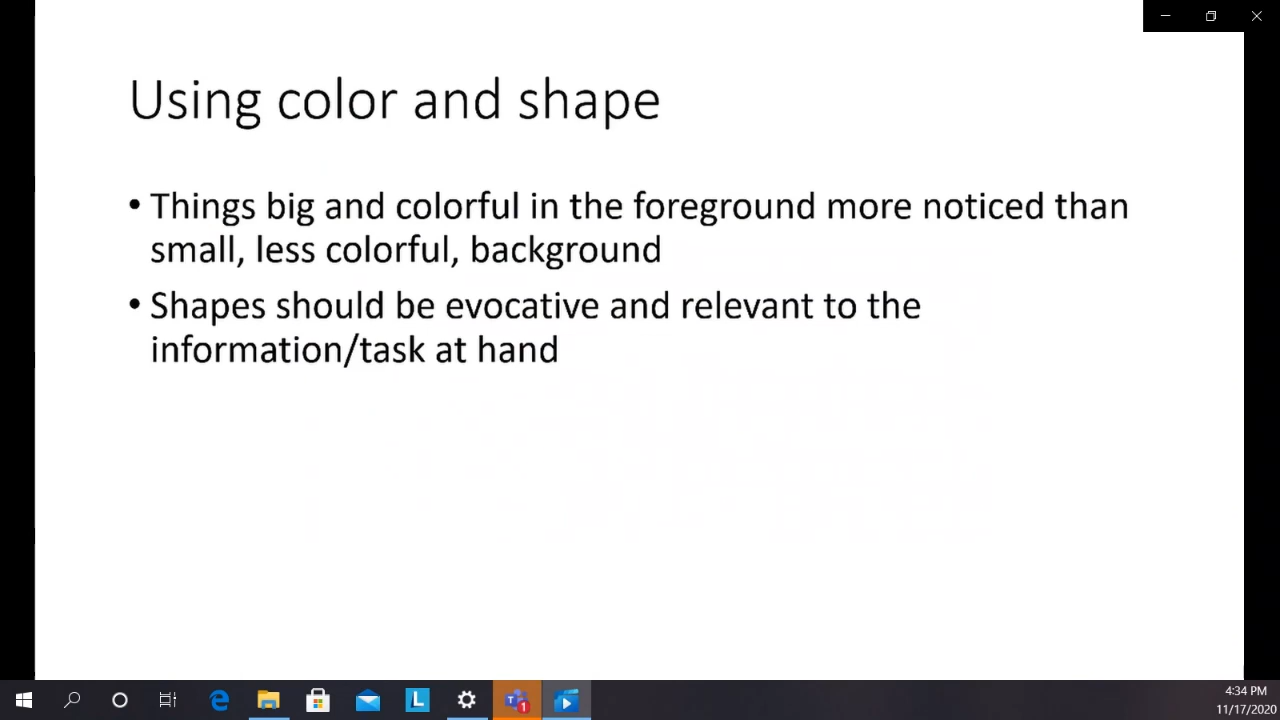 Using color and shape
• Things big and colorful in the foreground more noticed than
small, less colorful, background
• Shapes should be evocative and relevant to the
information/task at hand
L
T
1
4:34 PM
11/17/2020